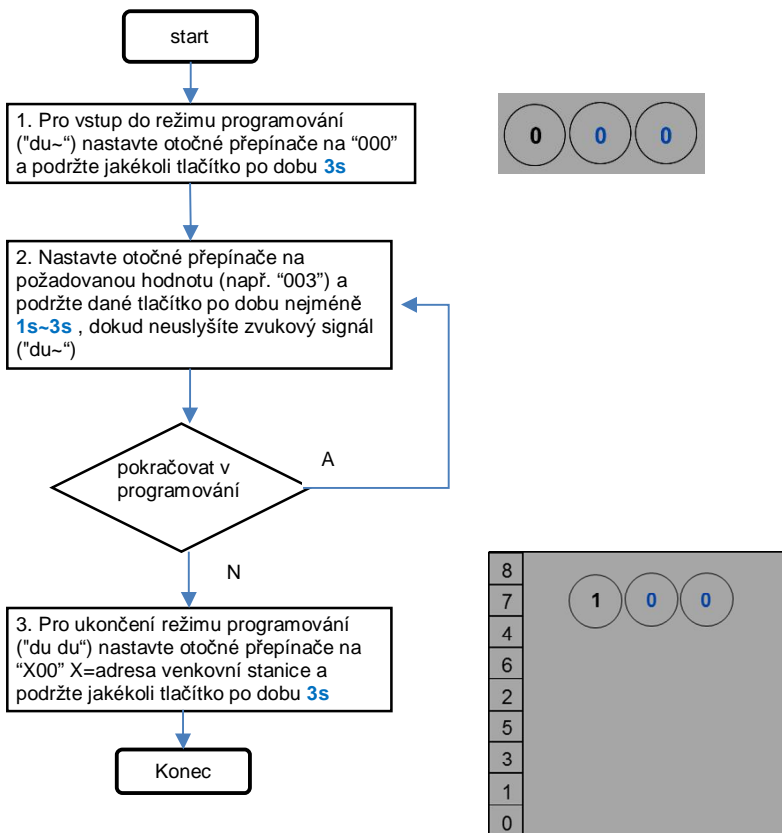 start
1. Pro vstup do režimu programování
("du~“) nastavte otočné přepínače na “000”
a podržte jakékoli tlačítko po dobu 3s
0 0 0
2. Nastavte otočné přepínače na
požadovanou hodnotu (např. “003”) a
podržte dané tlačítko po dobu nejméně
1s~3s , dokud neuslyšíte zvukový signál
("du~“)
pokračovat v
programování
A
N
3. Pro ukončení režimu programování
("du du“) nastavte otočné přepínače na
“X00” X=adresa venkovní stanice a
podržte jakékoli tlačítko po dobu 3s
Konec
8
7
4
6
2
5
3
1
0
1 0 0